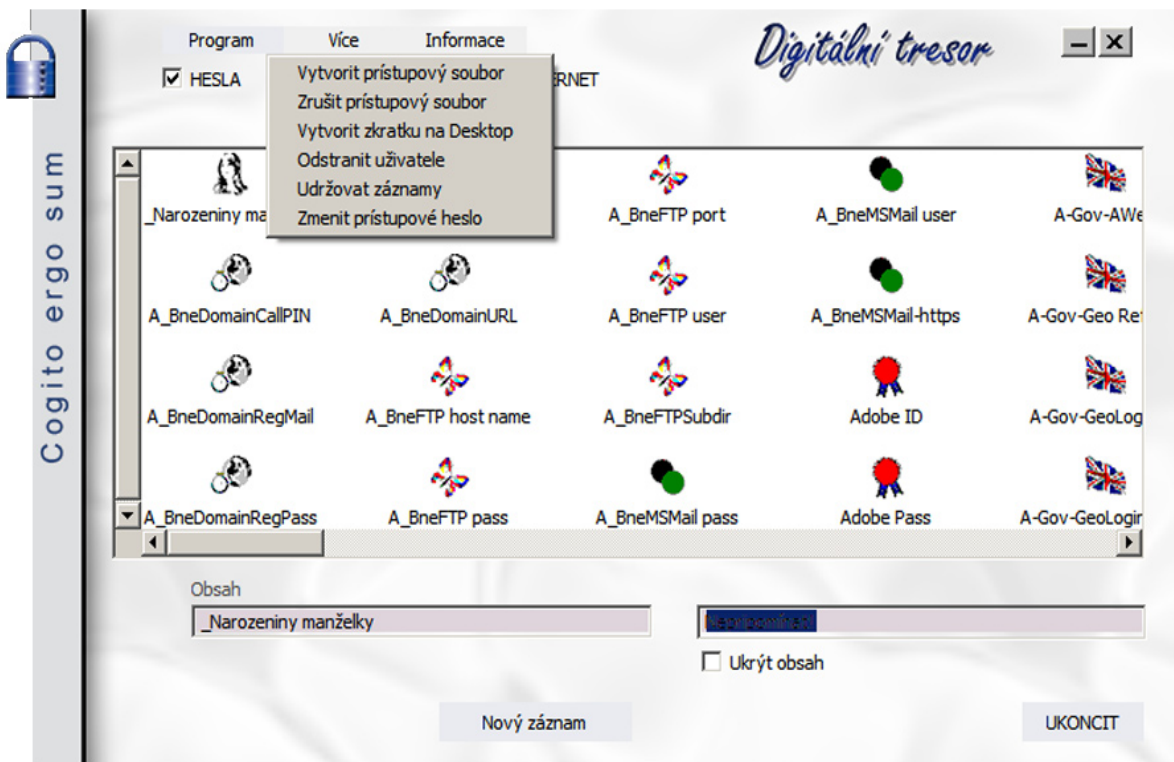 Program Více Informace
Digitální tresor
HESLA
RNET
Vytvorit prístupový soubor
Zrušit prístupový soubor
Vytvorit zkratku na Desktop
Odstranit uživatele
Udržovat záznamy
Zmenit prístupové heslo
Cogito ergo sum
_Narozeniny ma A_BneFTP port A_BneMSMail user A-Gov-AWe
A_BneDomainCallPIN A_BneDomainURL A_BneFTP user A_BneMSMail-https A-Gov-Geo Ref
A_BneDomainRegMail A_BneFTP host name A_BneFTPSubdir Adobe ID A-Gov-GeoLog
A_BneDomainRegPass A_BneFTP pass A_BneMSMail pass Adobe Pass A-Gov-GeoLogin
Obsah
_Narozeniny manželky
Ukrýt obsah
Nový záznam UKONCIT